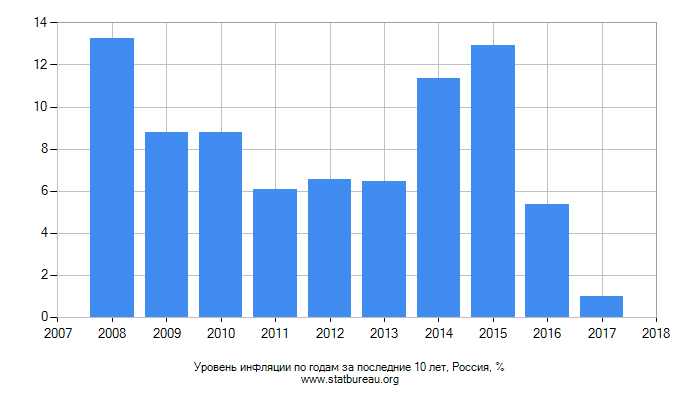 14
12
10
8
6
4
2
0
2007 2008 2009 2010 2011 2012 2013 2014 2015 2016 2017 2018
Уровень инфляции по годам за последние 10 лет, Россия, %
www.statbureau.org